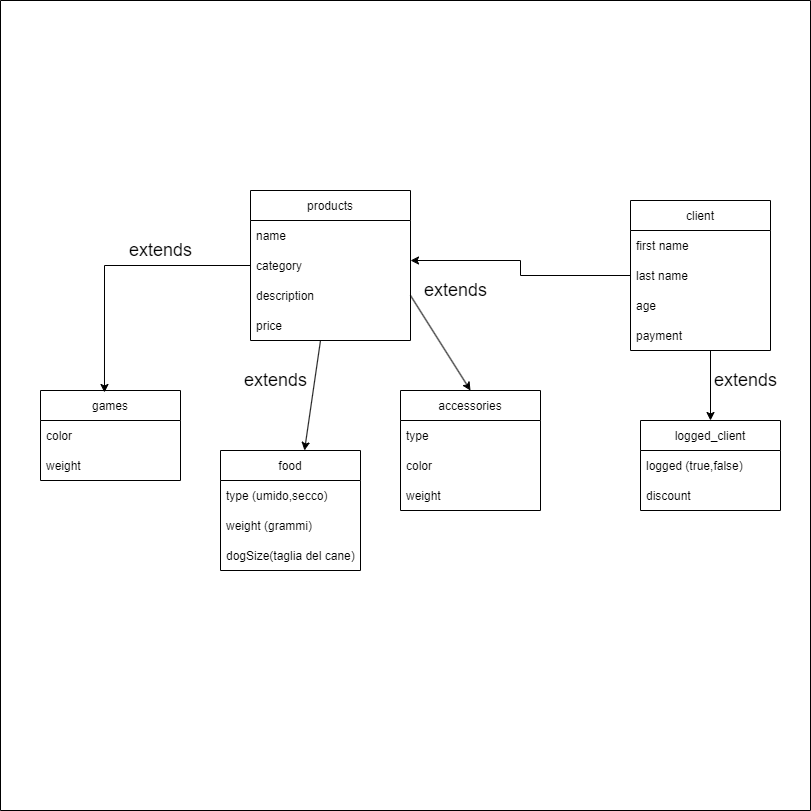 products
name
category
description
price
client
first name
last name
age
payment
extends
extends
extends
extends
games
color
weight
food
type (umido,secco)
weight (grammi)
dogSize(taglia del cane)
accessories
type
color
weight
logged_client
logged (true,false)
discount